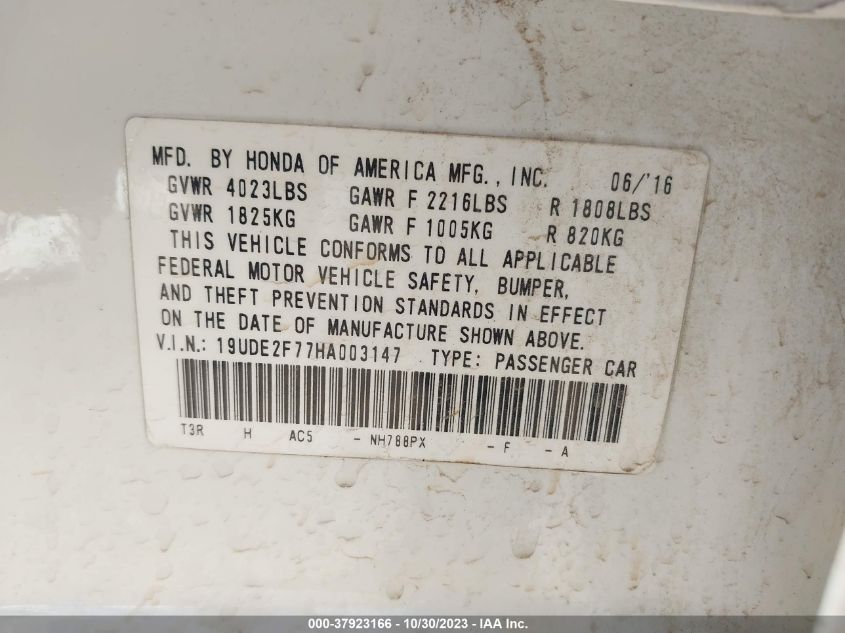 MFD. BY HONDA OF AMERICA MFG., INC. 06/'16
GVWR 4023LBS GAWR F 2216LBS R 1808LBS
GVWR 1825KG GAWR F 1005KG R 820KG
THIS VEHICLE CONFORMS TO ALL APPLICABLE
FEDERAL MOTOR VEHICLE SAFETY, BUMPER,
AND THEFT PREVENTION STANDARDS IN EFFECT
ON THE DATE OF MANUFACTURE SHOWN ABOVE.
V.I.N.: 19UDE2F77HA003147 TYPE: PASSENGER CAR
T3R H AC5 - NH788PX - F - A
000-37923166 - 10/30/2023 - IAA Inc.